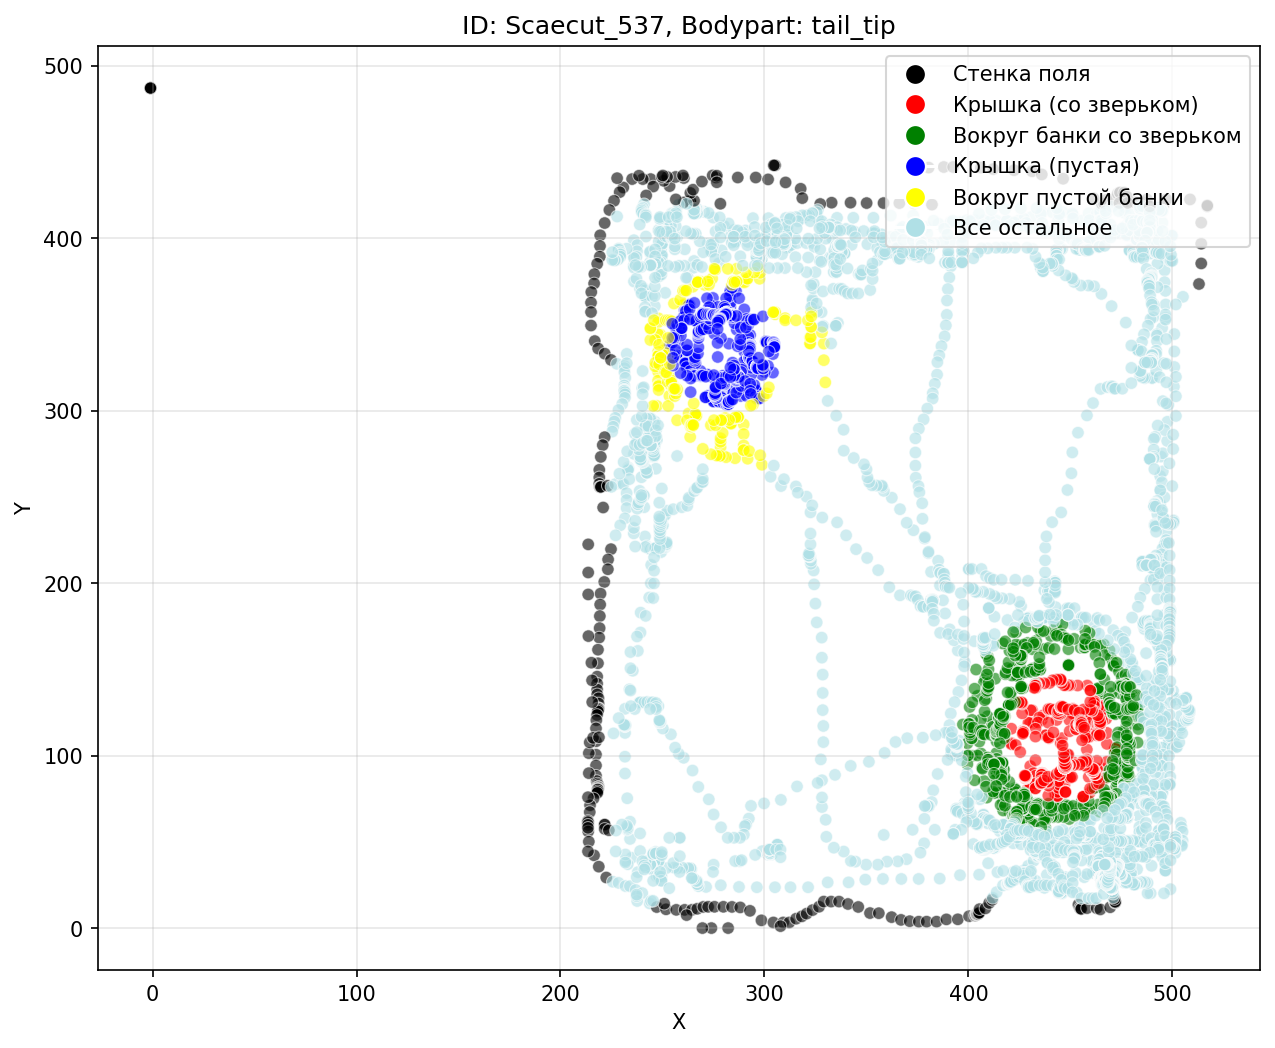 ID: Scaecut_537, Bodypart: tail_tip
Стенка поля
Крышка (со зверьком)
Вокруг банки со зверьком
Крышка (пустая)
Вокруг пустой банки
Все остальное
500
400
300
200
100
0
Y
0
100
200
300
400
500
X